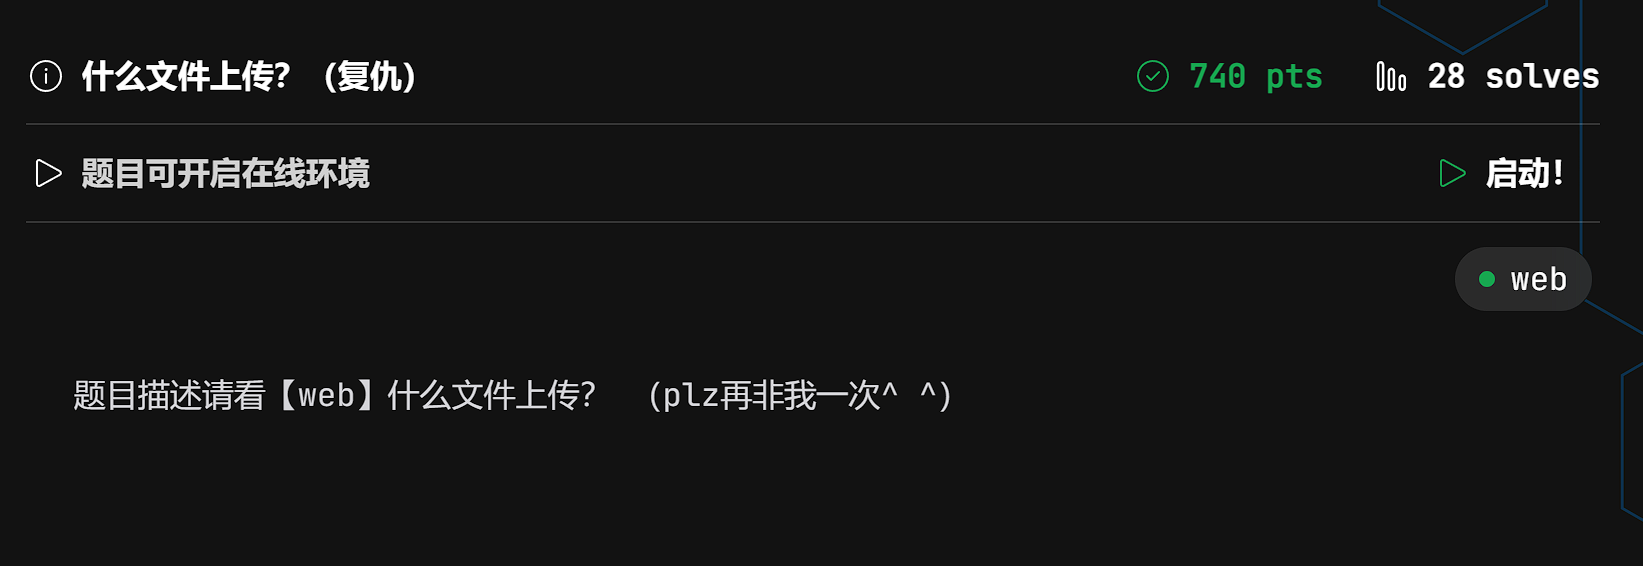 什么文件上传？（复仇） 740 pts 28 solves
题目可开启在线环境 启动！
web
题目描述请看【web】什么文件上传？ (plz再非我一次^ ^)